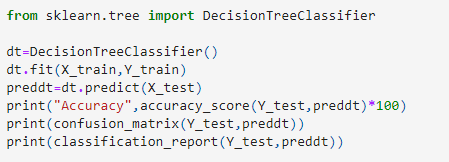 from sklearn.tree import DecisionTreeClassifier
dt=DecisionTreeClassifier()
dt.fit(X_train,Y_train)
preddt=dt.predict(X_test)
print("Accuracy",accuracy_score(Y_test,preddt)*100)
print(confusion_matrix(Y_test,preddt))
print(classification_report(Y_test,preddt))